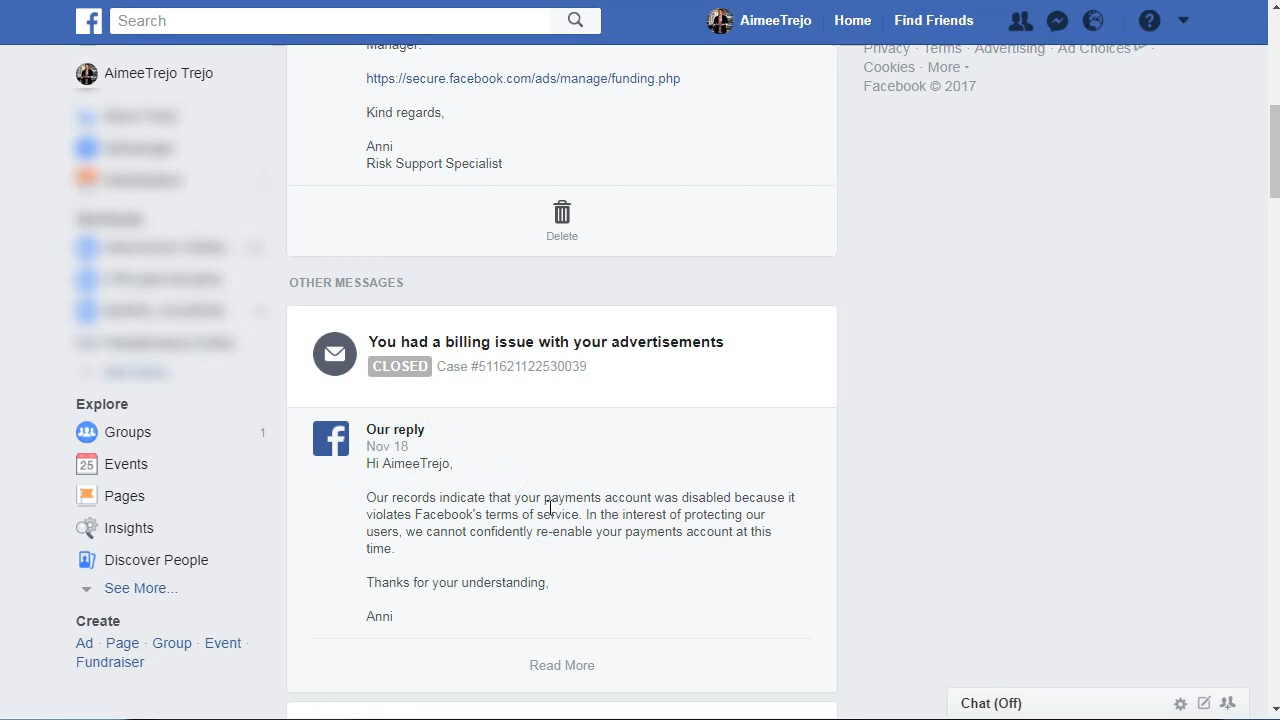 Search
AimeeTrejo
Home
Find Friends
AimeeTrejo Trejo
Explore
Groups 1
25 Events
Pages
Insights
Discover People
See More...
Create
Ad · Page · Group · Event ·
Fundraiser
Manager:
https://secure.facebook.com/ads/manage/funding.php
Kind regards,
Anni
Risk Support Specialist
Delete
OTHER MESSAGES
You had a billing issue with your advertisements
CLOSED Case #511621122530039
Our reply
Nov 18
Hi AimeeTrejo,
Our records indicate that your payments account was disabled because it
violates Facebook's terms of service. In the interest of protecting our
users, we cannot confidently re-enable your payments account at this
time.
Thanks for your understanding,
Anni
Read More
Privacy · Terms · Advertising · Ad Choices ·
Cookies · More
Facebook © 2017
Chat (Off)